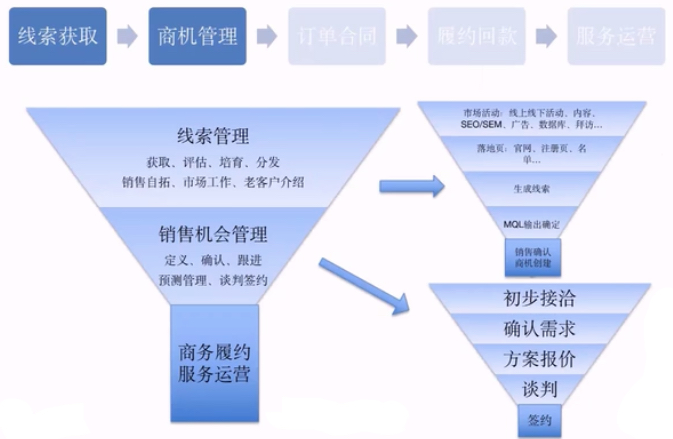 线索获取
商机管理
订单合同
履约回款
服务运营
线索管理
获取、评估、培育、分发
销售自拓、市场工作、老客户介绍
销售机会管理
定义、确认、跟进
预测管理、谈判签约
商务履约
服务运营
市场活动：线上线下活动、内容、
SEO/SEM、广告、数据库、拜访...
落地页：官网、注册页、名
单...
生成线索
MQL输出确定
销售确认
商机创建
初步接洽
确认需求
方案报价
谈判
签约